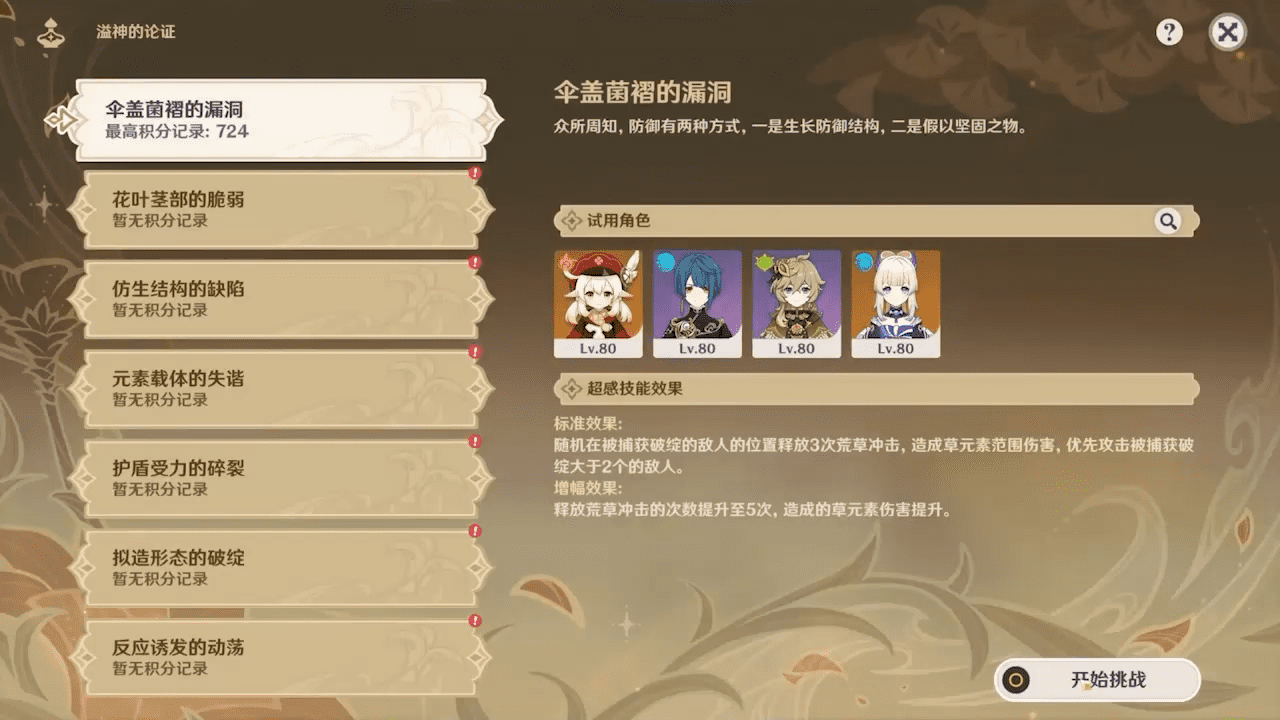 溢神的论证
?
伞盖菌褶的漏洞
最高积分记录: 724
花叶茎部的脆弱
暂无积分记录
仿生结构的缺陷
暂无积分记录
元素载体的失谐
暂无积分记录
护盾受力的碎裂
暂无积分记录
拟造形态的破绽
暂无积分记录
反应诱发的动荡
暂无积分记录
伞盖菌褶的漏洞
众所周知, 防御有两种方式, 一是生长防御结构, 二是假以坚固之物。
试用角色
Lv.80
Lv.80
Lv.80
Lv.80
超感技能效果
标准效果:
随机在被捕获破绽的敌人的位置释放3次荒草冲击, 造成草元素范围伤害, 优先攻击被捕获破
绽大于2个的敌人。
增幅效果:
释放荒草冲击的次数提升至5次, 造成的草元素伤害提升。
开始挑战